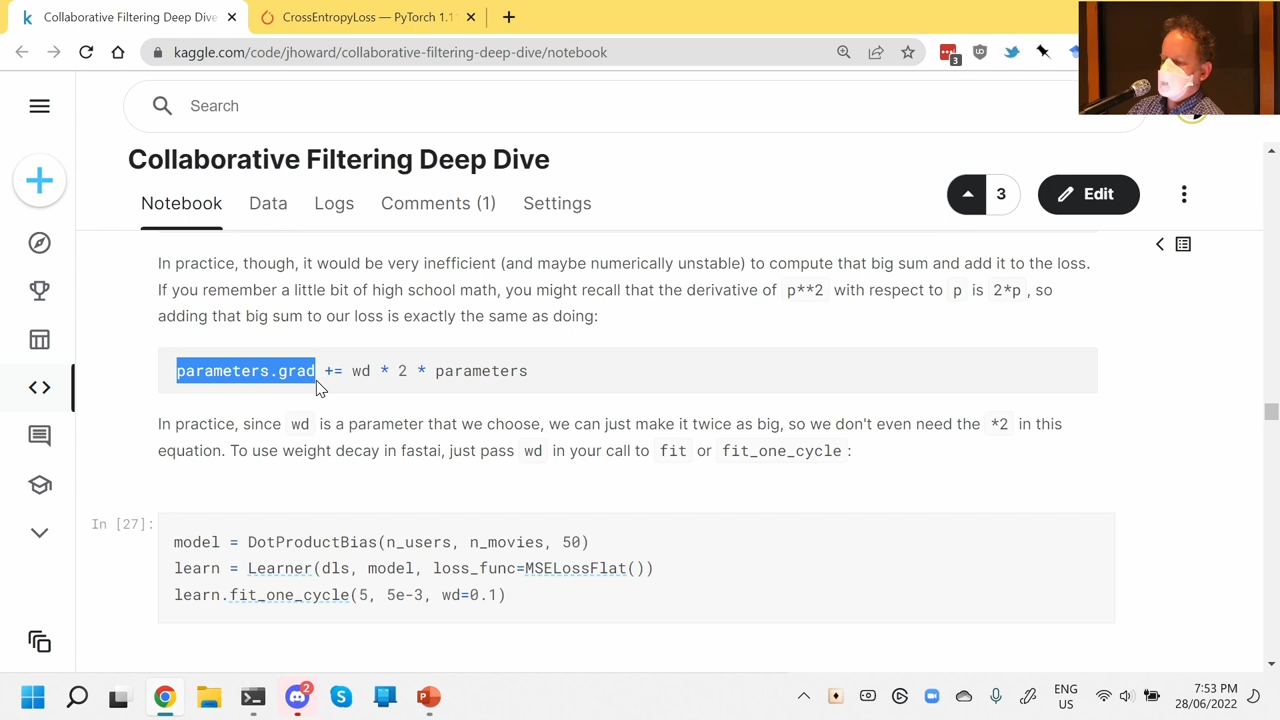 Collaborative Filtering Deep Dive
CrossEntropyLoss — PyTorch 1.1
kaggle.com/code/jhoward/collaborative-filtering-deep-dive/notebook
3
Search
Collaborative Filtering Deep Dive
3
Edit
Notebook
Data
Logs
Comments (1)
Settings
In practice, though, it would be very inefficient (and maybe numerically unstable) to compute that big sum and add it to the loss.
If you remember a little bit of high school math, you might recall that the derivative of p**2 with respect to p is 2*p, so
adding that big sum to our loss is exactly the same as doing:
parameters.grad += wd * 2 * parameters
In practice, since wd is a parameter that we choose, we can just make it twice as big, so we don't even need the *2 in this
equation. To use weight decay in fastai, just pass wd in your call to fit or fit_one_cycle:
In [27]:
model = DotProductBias(n_users, n_movies, 50)
learn = Learner(dls, model, loss_func=MSELossFlat())
learn.fit_one_cycle(5, 5e-3, wd=0.1)
2
ENG
US
7:53 PM
28/06/2022